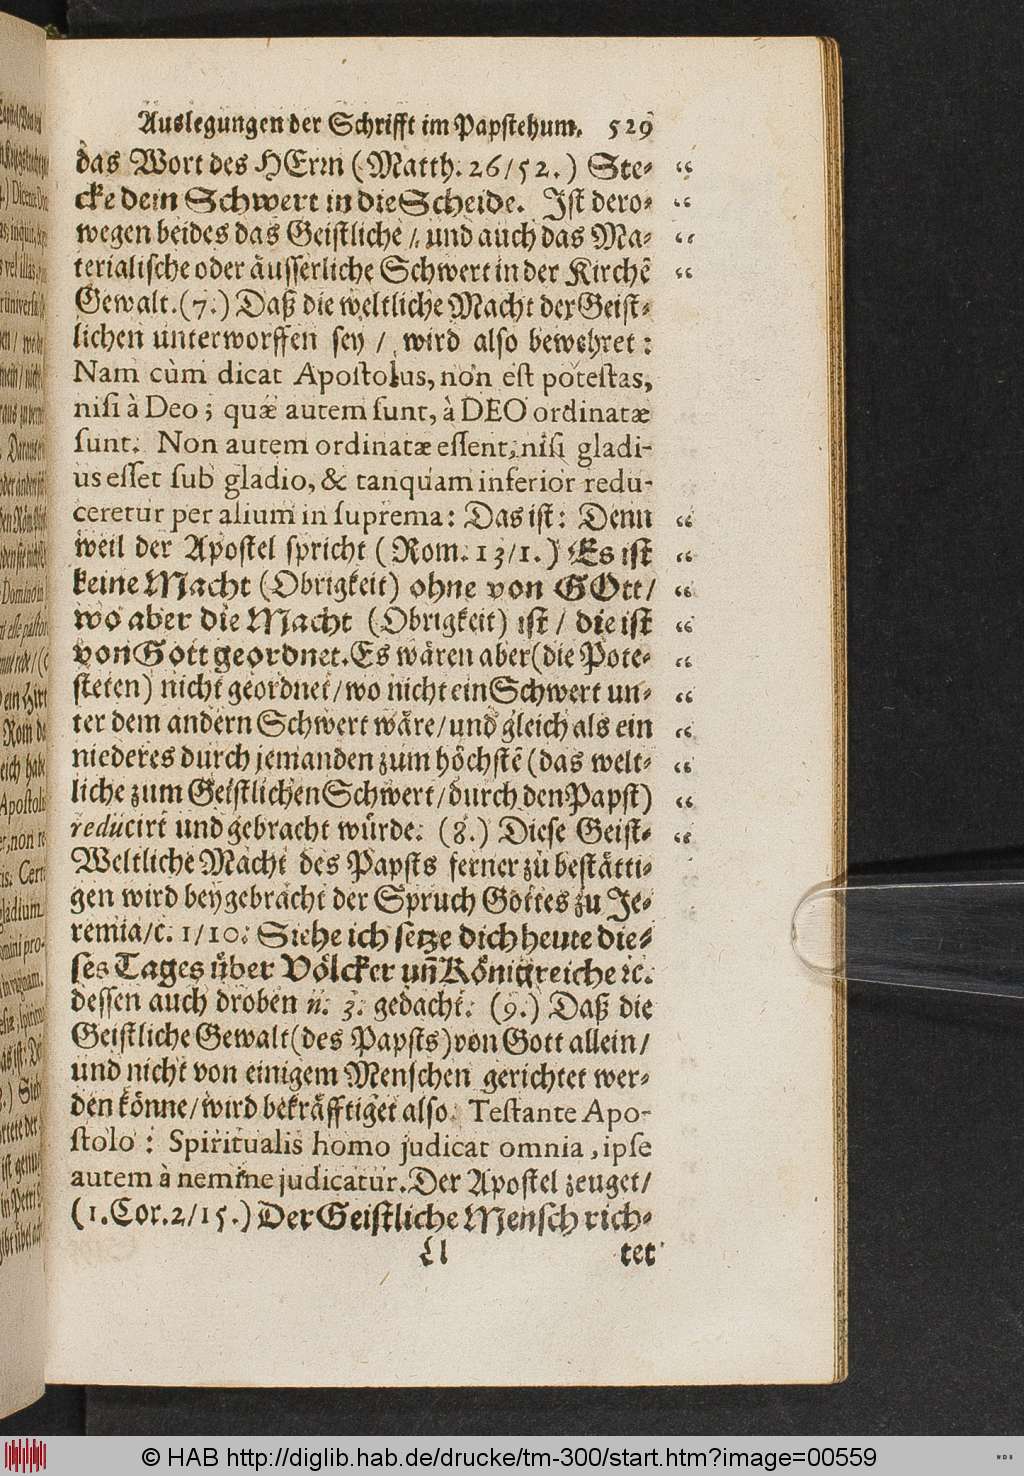 Auslegungen der Schrifft im Papstehum. 529
das Wort des HErrn (Matth. 26/52.) Ste- “
cke dein Schwert in die Scheide. Ist dero- “
wegen beides das Geistliche / und auch das Ma- “
terialische oder äusserliche Schwert in der Kirchē “
Gewalt. (7.) Daß die weltliche Macht der Geist-
lichen unterworffen sey / wird also bewehret:
Nam cùm dicat Apostolus, non est potestas,
nisi à Deo; quæ autem sunt, à DEO ordinatæ
sunt. Non autem ordinatæ essent, nisi gladi-
us esset sub gladio, & tanquam inferior redu-
ceretur per alium in suprema: Das ist: Denn “
weil der Apostel spricht (Rom. 13/1.) Es ist “
keine Macht (Obrigkeit) ohne von GOtt/ “
wo aber die Macht (Obrigkeit) ist / die ist “
von Gott geordnet. Es wären aber (die Pote- “
steten) nicht geordnet / wo nicht ein Schwert un- “
ter dem andern Schwert wäre / und gleich als ein “
niederes durch jemanden zum höchstē (das welt- “
liche zum Geistlichen Schwert / durch den Papst) “
reducirt und gebracht würde. (8.) Diese Geist- “
Weltliche Macht des Papsts ferner zu bestätti-
gen wird beygebracht der Spruch Gottes zu Je-
remia/c. 1/10: Siehe ich setze dich heute die-
ses Tages über Völcker uñ Königreiche ꝛc.
dessen auch droben n. 3. gedacht. (9.) Daß die
Geistliche Gewalt (des Papsts) von Gott allein /
und nicht von einigem Menschen gerichtet wer-
den könne / wird bekräfftiget also. Testante Apo-
stolo: Spiritualis homo judicat omnia, ipse
autem à nemine judicatur. Der Apostel zeuget /
(1. Cor. 2/15.) Der Geistliche Mensch rich-
Ll tet
© HAB http://diglib.hab.de/drucke/tm-300/start.htm?image=00559